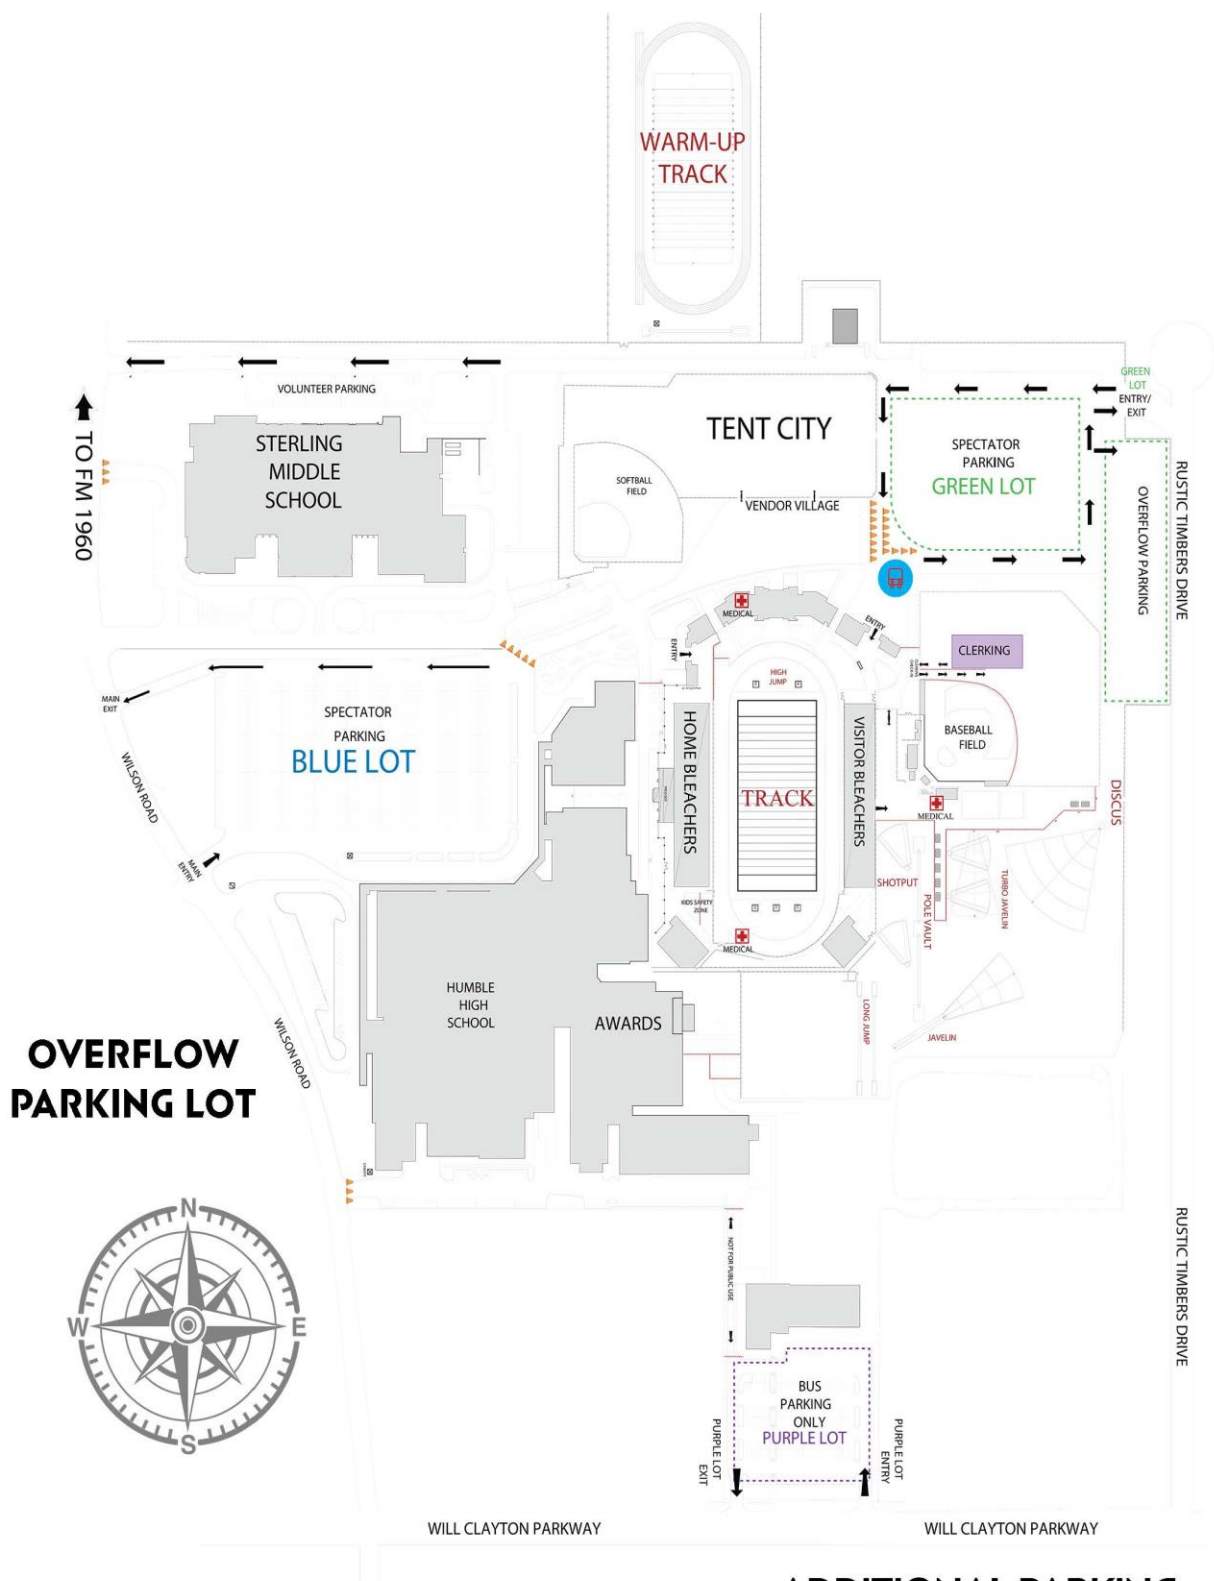 WARM-UP
TRACK
VOLUNTEER PARKING
STERLING
MIDDLE
SCHOOL
TO FM 1960
TENT CITY
SOFTBALL
FIELD
VENDOR VILLAGE
SPECTATOR
PARKING
GREEN LOT
GREEN
LOT
ENTRY/
EXIT
OVERFLOW PARKING
RUSTIC TIMBERS DRIVE
MEDICAL
ENTRY
ENTRY
CLERKING
MAIN
EXIT
SPECTATOR
PARKING
BLUE LOT
WILSON ROAD
MAIN
ENTRY
HIGH
JUMP
HOME BLEACHERS
TRACK
VISITOR BLEACHERS
BASEBALL
FIELD
MEDICAL
DISCUS
SHOTPUT
POLE VAULT
TURBO JAVELIN
KIDS SAFETY
ZONE
MEDICAL
HUMBLE
HIGH
SCHOOL
AWARDS
LONG JUMP
JAVELIN
WILSON ROAD
OVERFLOW
PARKING LOT
N
W
E
S
NOT FOR PUBLIC USE
RUSTIC TIMBERS DRIVE
BUS
PARKING
ONLY
PURPLE LOT
PURPLE LOT
EXIT
PURPLE LOT
ENTRY
WILL CLAYTON PARKWAY
WILL CLAYTON PARKWAY
ADDITIONAL PARKING